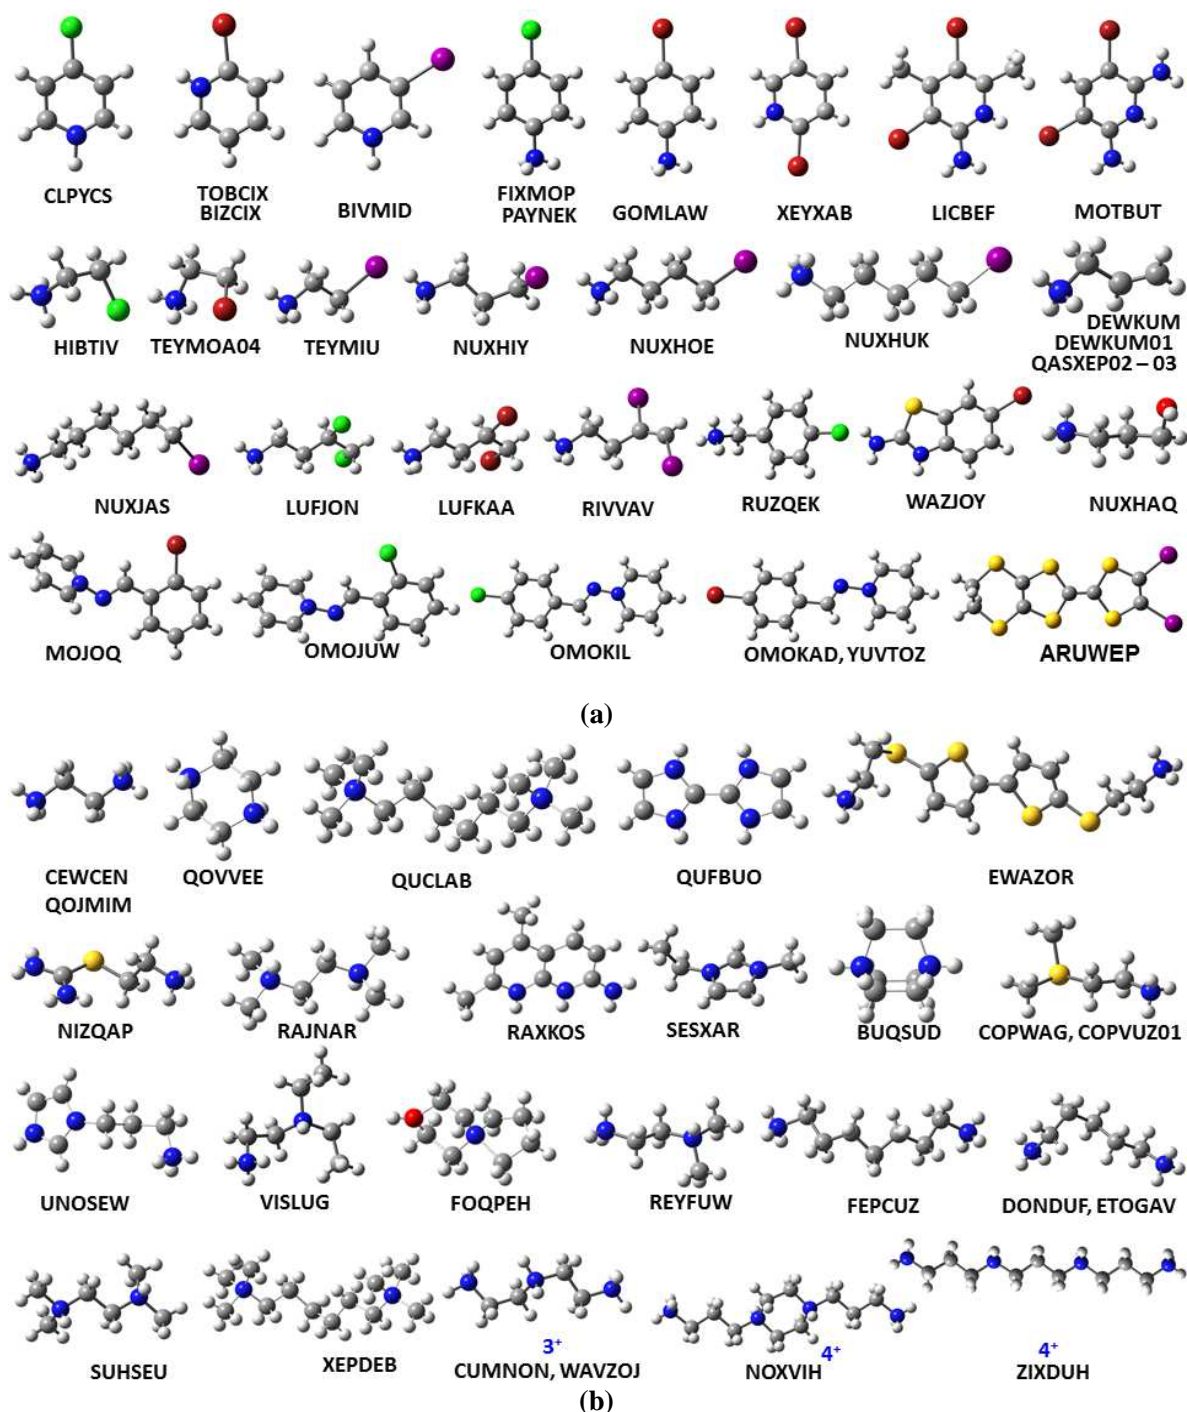 CLPYCS
TOBCIX
BIZCIX
BIVMID
FIXMOP
PAYNEK
GOMLAW
XEYXAB
LICBEF
MOTBUT
HIBTIV
TEYMOA04
TEYMIU
NUXHIY
NUXHOE
NUXHUK
DEWKUM
DEWKUM01
QASXEP02 – 03
NUXJAS
LUFJON
LUFKAA
RIVVAV
RUZQEK
WAZJOY
NUXHAQ
MOJOQ
OMOJUW
OMOKIL
OMOKAD, YUVTOZ
ARUWEP
(a)
CEWCEN
QOJMIM
QOVVEE
QUCLAB
QUFBUO
EWAZOR
NIZQAP
RAJNAR
RAXKOS
SESXAR
BUQSUD
COPWAG, COPVUZ01
UNOSEW
VISLUG
FOQPEH
REYFUW
FEPCUZ
DONDUF, ETOGAV
SUHSEU
XEPDEB
3+
CUMNON, WAVZOJ
4+
NOXVIH
4+
ZIXDUH
(b)